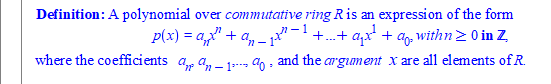 Definition: A polynomial over commutative ring R is an expression of the form
p(x) = aₙxⁿ + aₙ₋₁xⁿ⁻¹ +...+ a₁x¹ + a₀, with n ≥ 0 in ℤ,
where the coefficients aₙ, aₙ₋₁,..., a₀ , and the argument x are all elements of R.